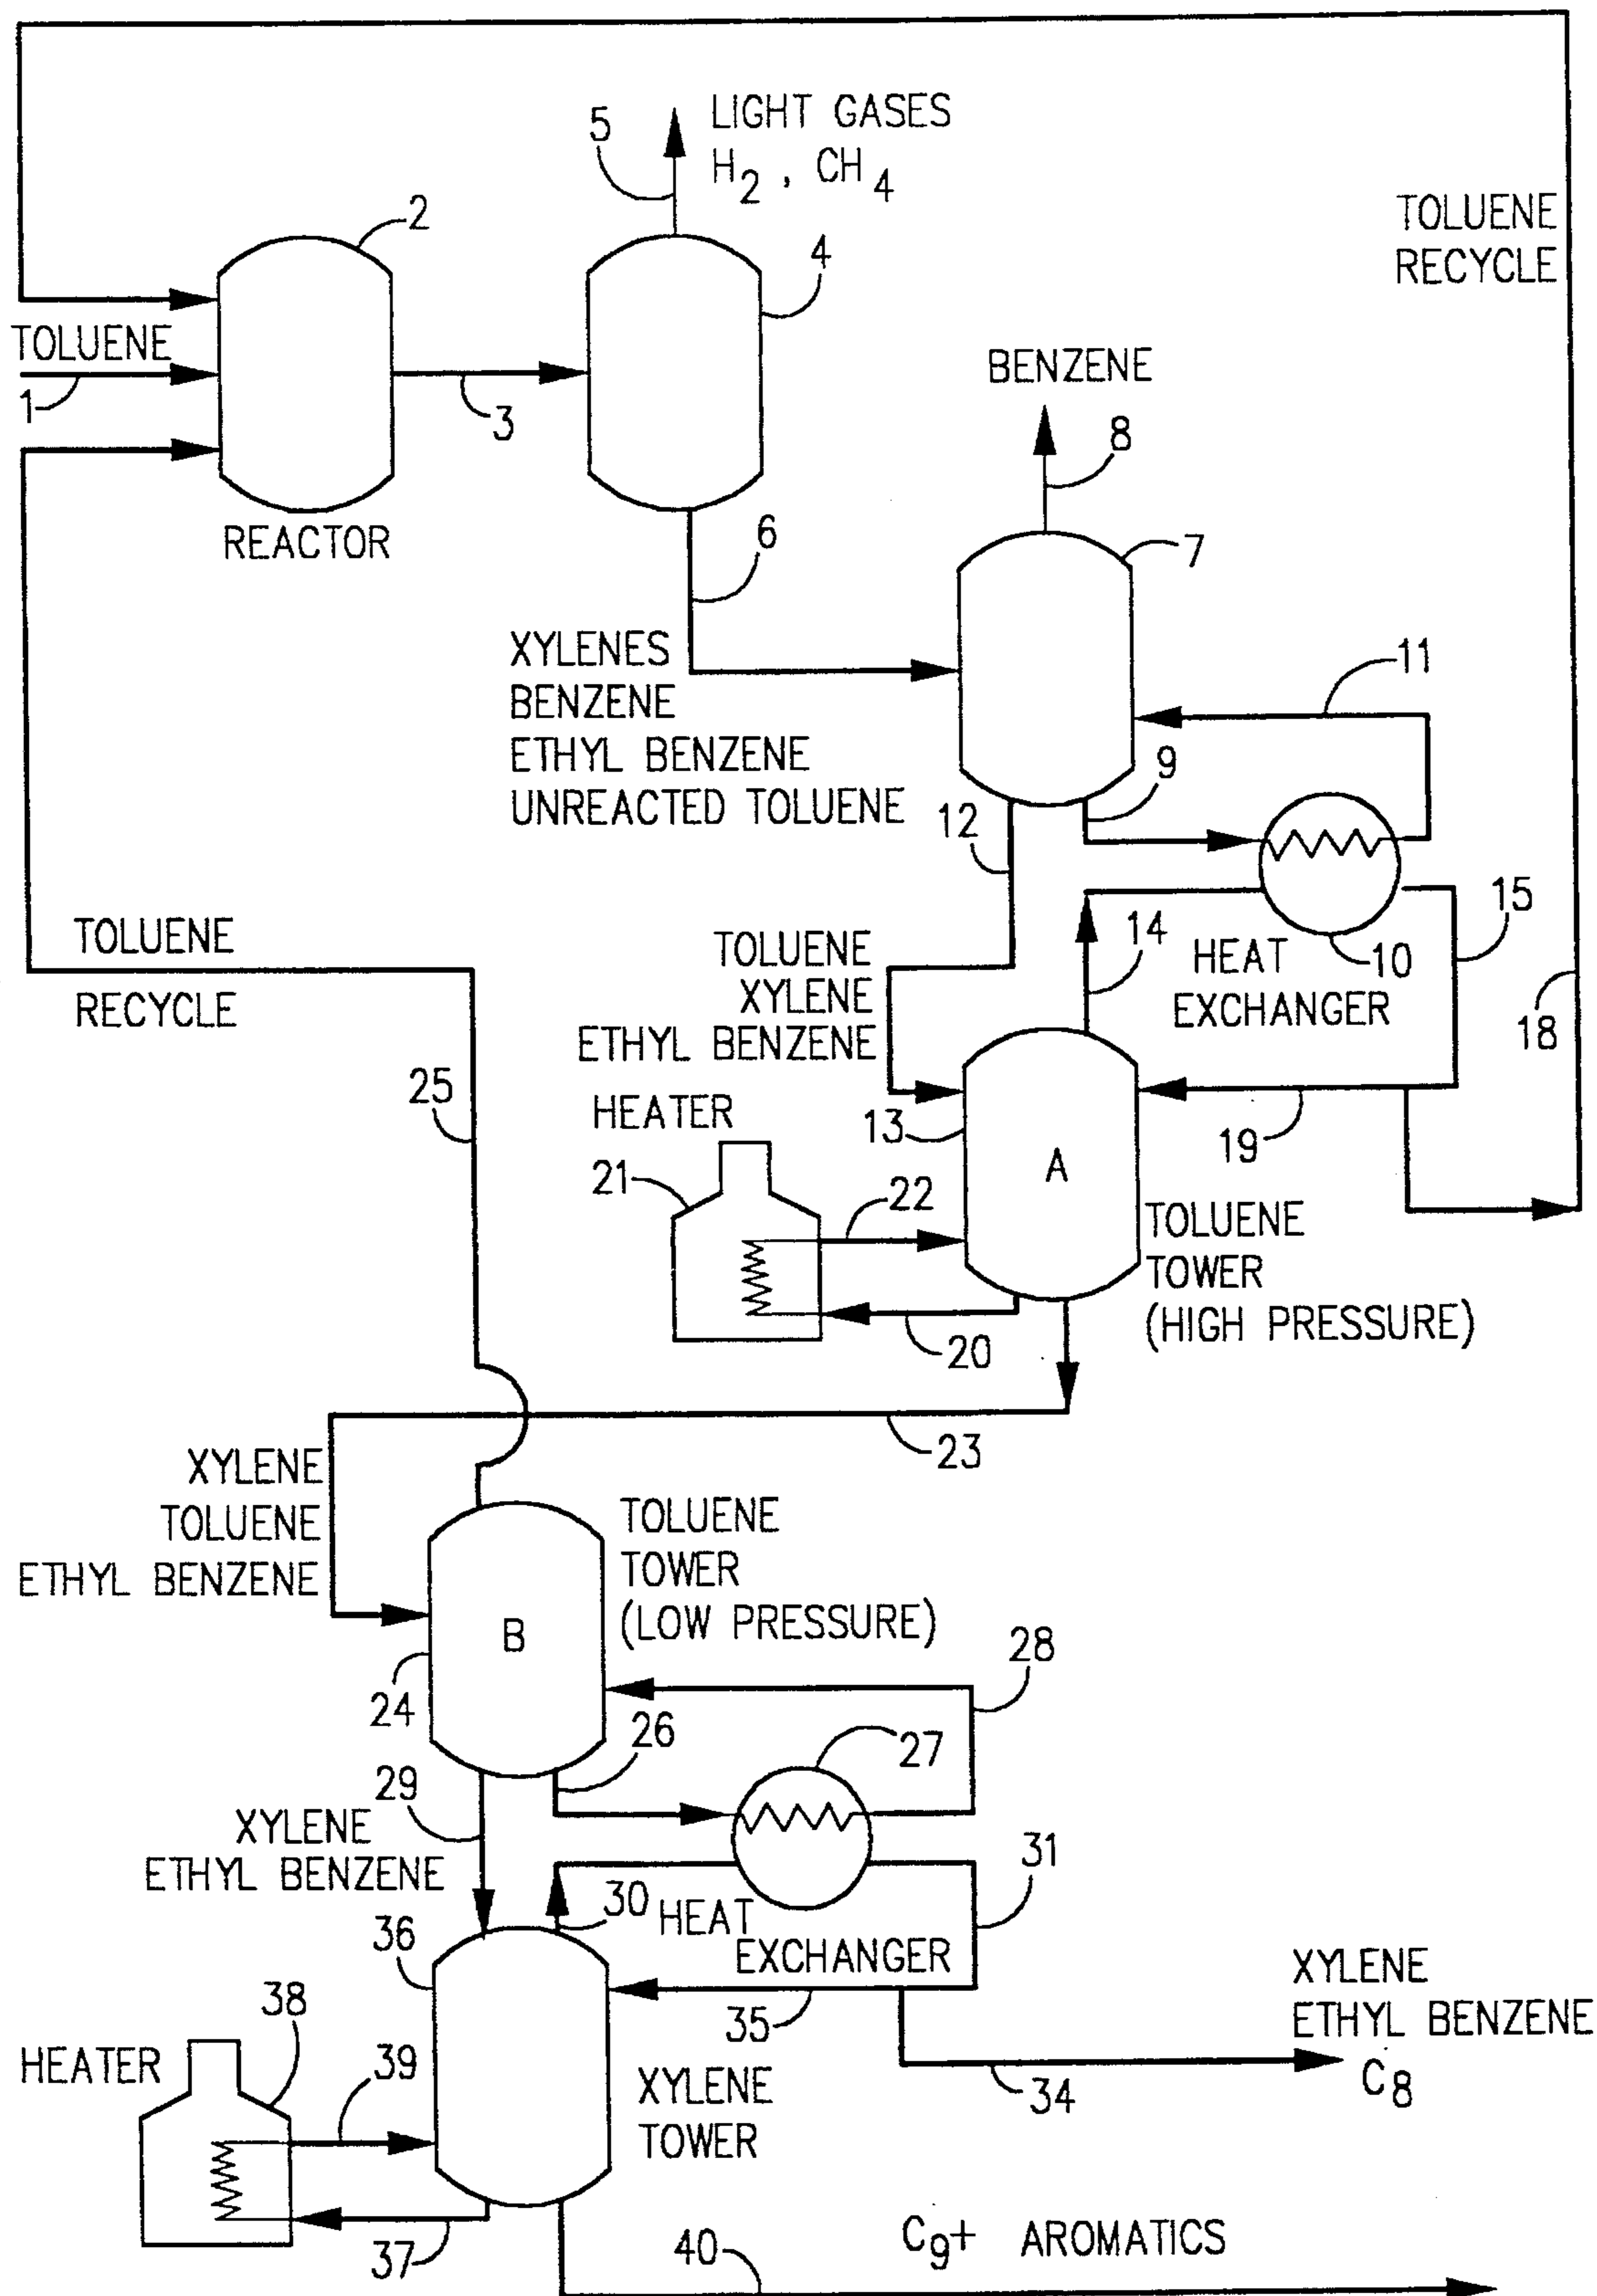 5
LIGHT GASES
H2 , CH4
2
4
TOLUENE
RECYCLE
TOLUENE
1
3
BENZENE
8
REACTOR
6
7
XYLENES
BENZENE
ETHYL BENZENE
UNREACTED TOLUENE
11
9
12
15
14
TOLUENE
RECYCLE
TOLUENE
XYLENE
ETHYL BENZENE
HEAT
EXCHANGER
10
18
25
HEATER
13
19
A
21
22
TOLUENE
TOWER
(HIGH PRESSURE)
20
23
XYLENE
TOLUENE
ETHYL BENZENE
TOLUENE
TOWER
(LOW PRESSURE)
B
28
24
26
27
29
XYLENE
ETHYL BENZENE
31
30
HEAT
EXCHANGER
36
XYLENE
ETHYL BENZENE
C8
38
35
34
HEATER
39
XYLENE
TOWER
37
40
C9+ AROMATICS